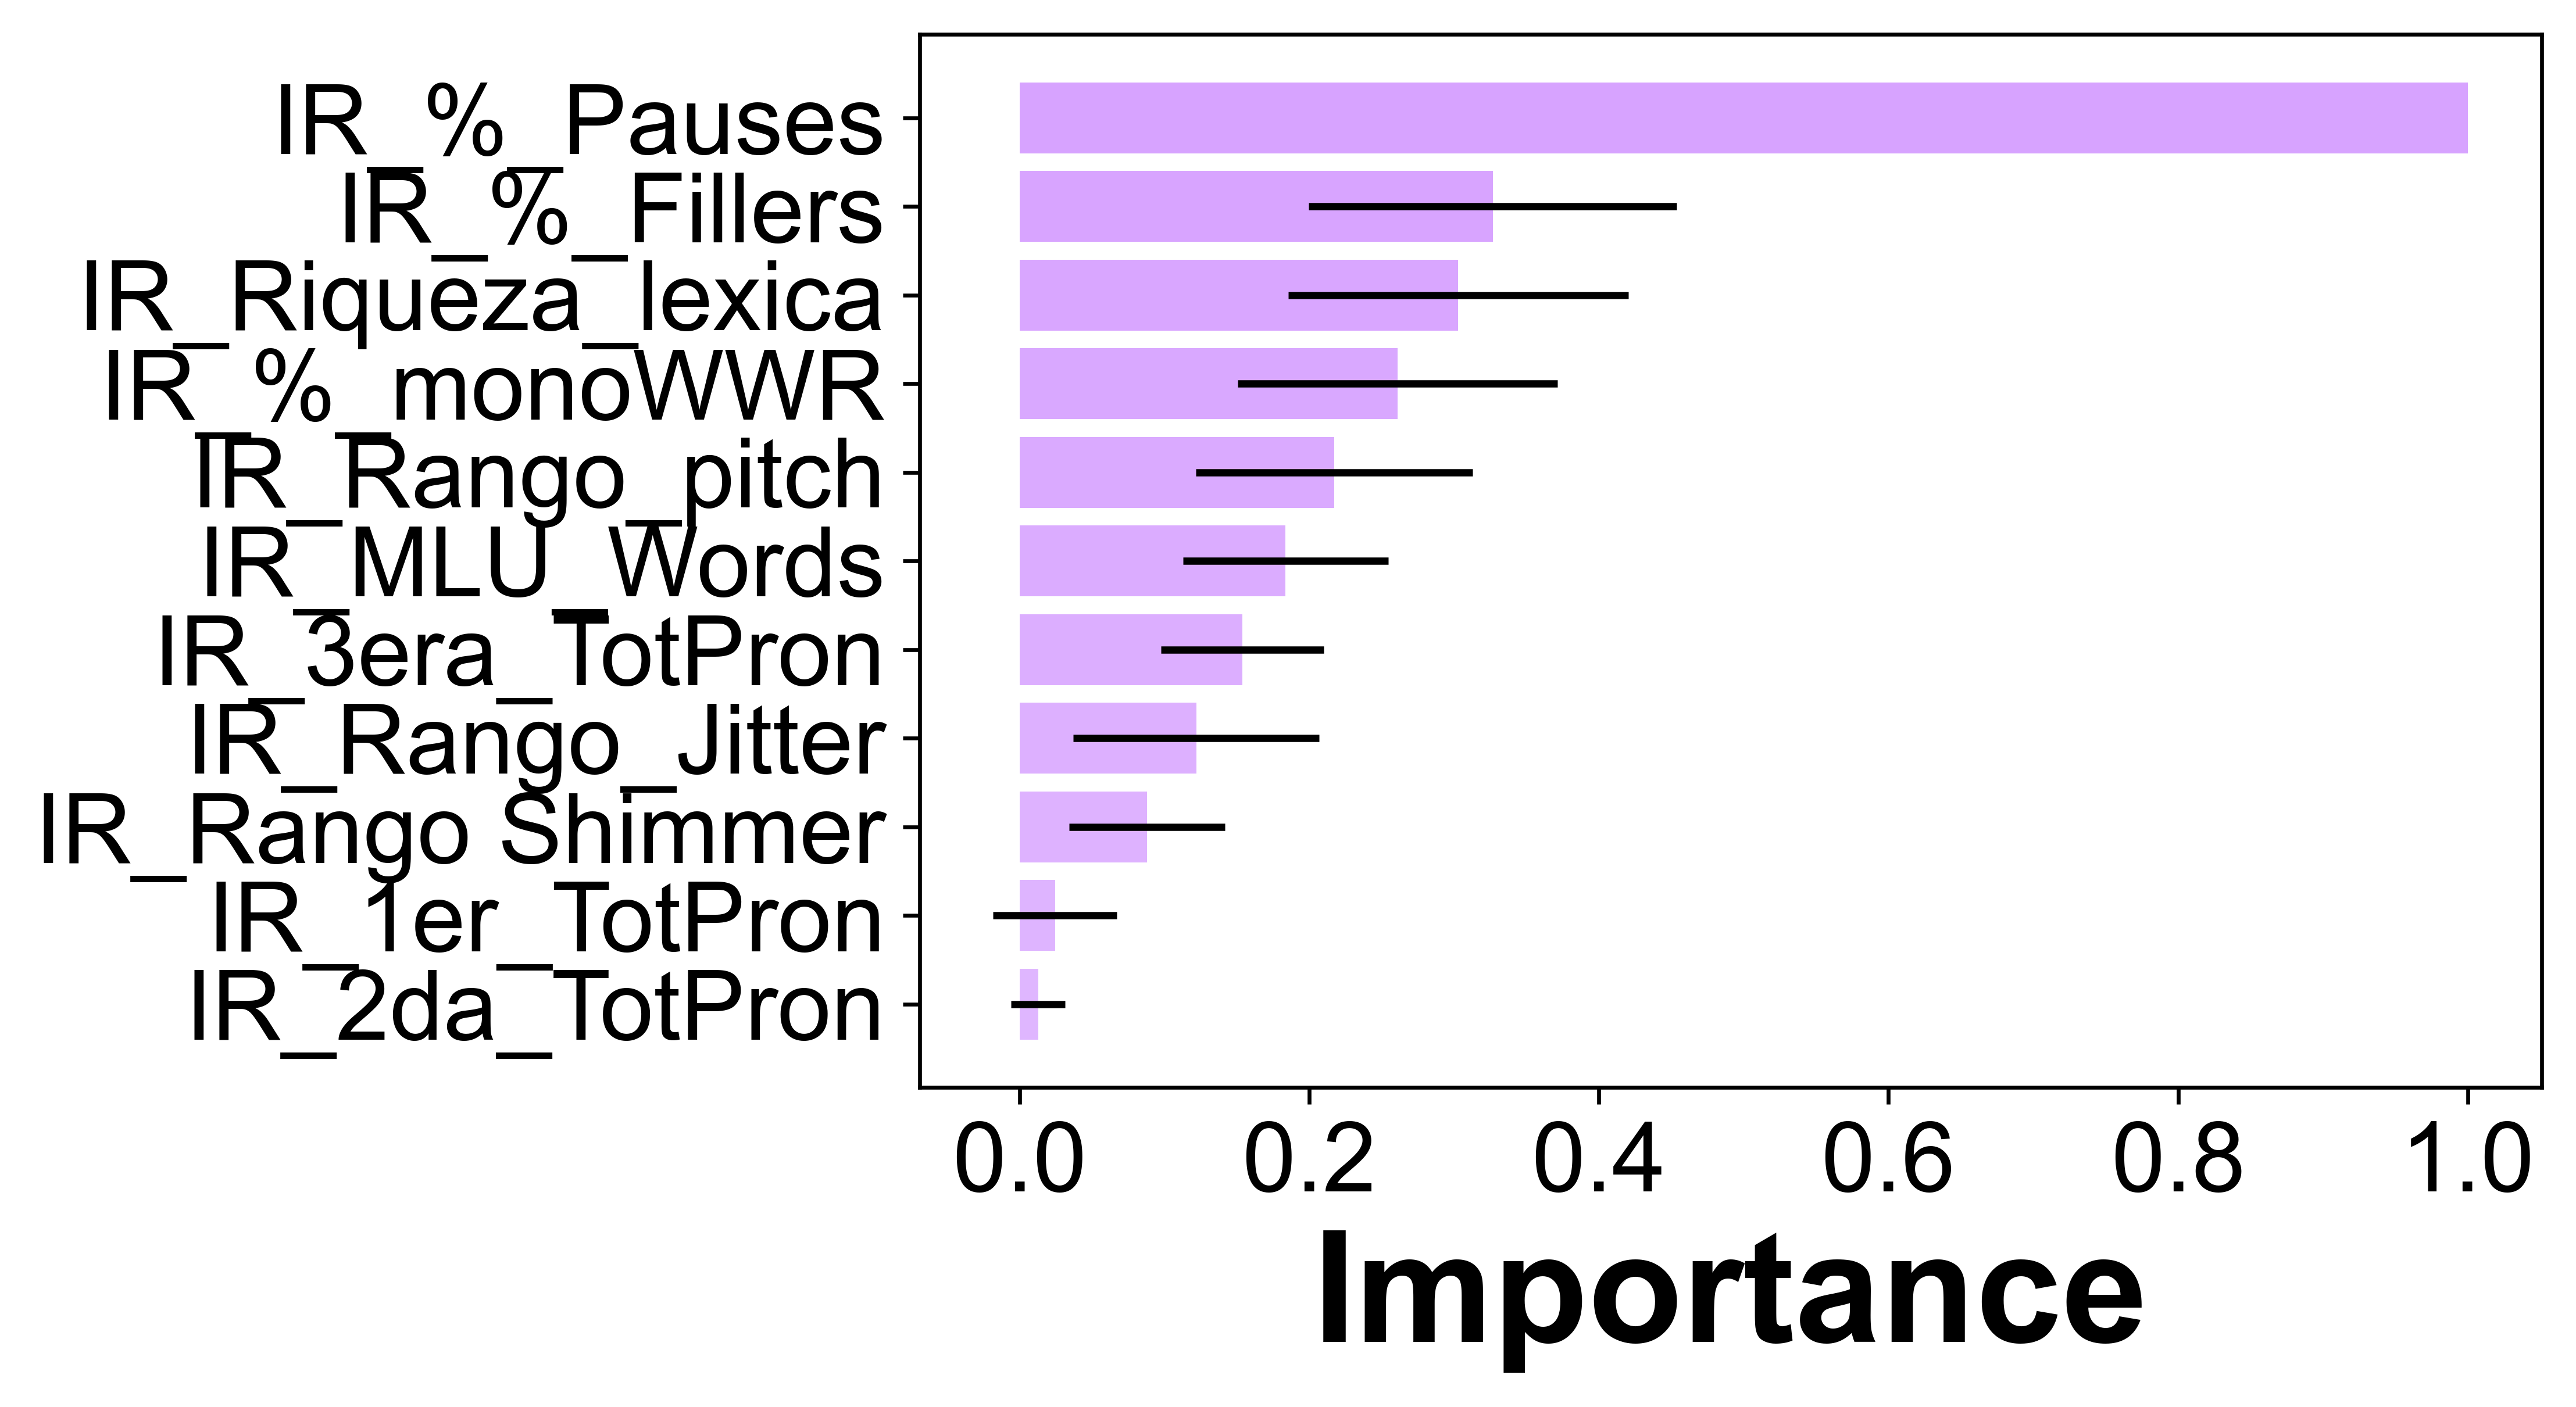 IR_%_Pauses
IR_%_Fillers
IR_Riqueza_lexica
IR_%_monoWWR
IR_Rango_pitch
IR_MLU_Words
IR_3era_TotPron
IR_Rango_Jitter
IR_Rango Shimmer
IR_1er_TotPron
IR_2da_TotPron
0.0 0.2 0.4 0.6 0.8 1.0
Importance